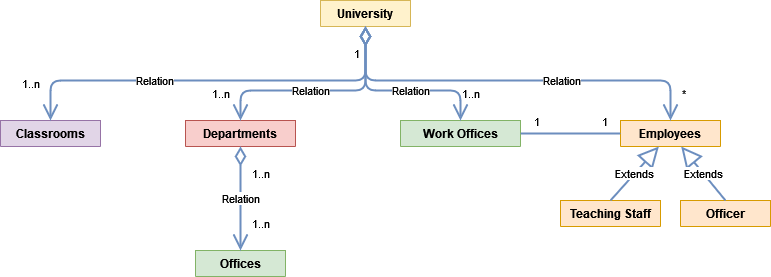 University
1
Relation
Relation
Relation
Relation
1..n
1..n
1..n
*
Classrooms
Departments
Work Offices
1
1
Employees
1..n
Extends
Extends
Relation
Teaching Staff
Officer
1..n
Offices